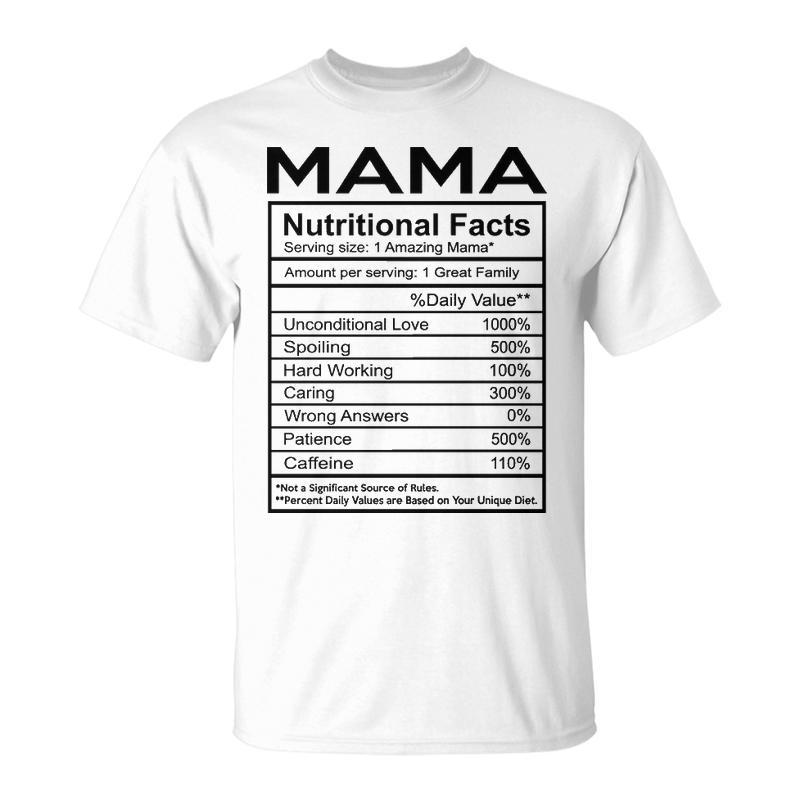 MAMA
Nutritional Facts
Serving size: 1 Amazing Mama*
Amount per serving: 1 Great Family
%Daily Value**
Unconditional Love 1000%
Spoiling 500%
Hard Working 100%
Caring 300%
Wrong Answers 0%
Patience 500%
Caffeine 110%
*Not a Significant Source of Rules.
**Percent Daily Values are Based on Your Unique Diet.